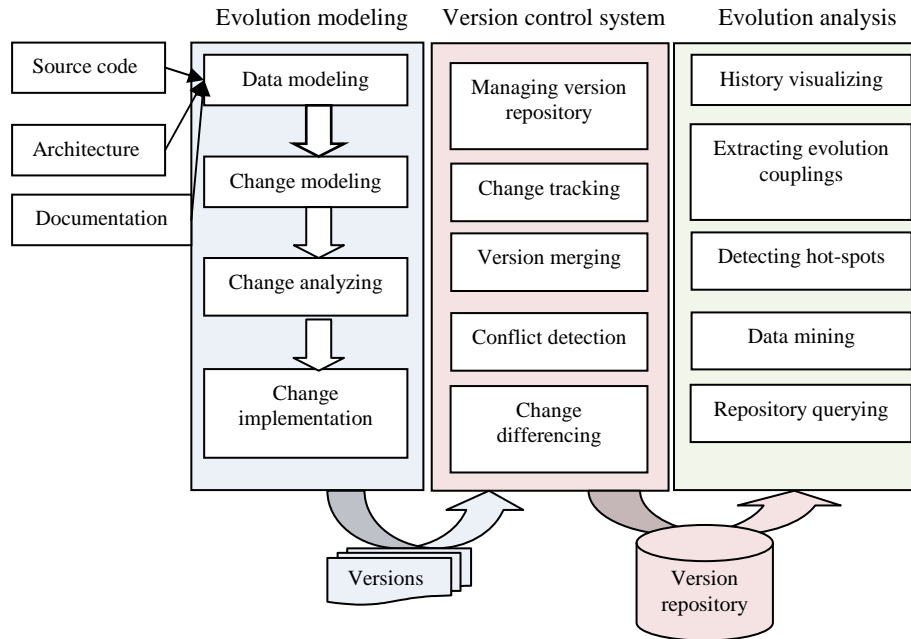 Evolution modeling
Version control system
Evolution analysis
Source code
Architecture
Documentation
Data modeling
Change modeling
Change analyzing
Change
implementation
Managing version
repository
Change tracking
Version merging
Conflict detection
Change
differencing
History visualizing
Extracting evolution
couplings
Detecting hot-spots
Data mining
Repository querying
Versions
Version
repository